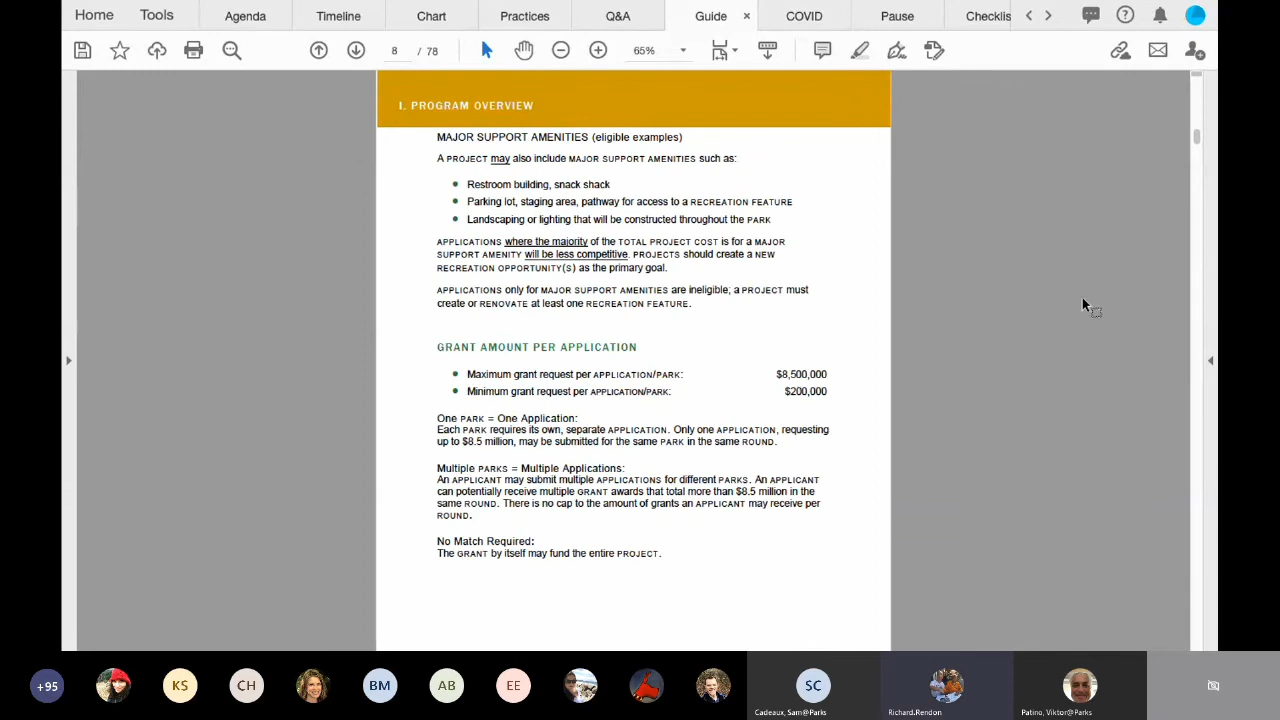 Home Tools Agenda Timeline Chart Practices Q&A Guide × COVID Pause Checklis
8 / 78 65%
I. PROGRAM OVERVIEW
MAJOR SUPPORT AMENITIES (eligible examples)
A PROJECT may also include MAJOR SUPPORT AMENITIES such as:
• Restroom building, snack shack
• Parking lot, staging area, pathway for access to a RECREATION FEATURE
• Landscaping or lighting that will be constructed throughout the PARK
APPLICATIONS where the majority of the TOTAL PROJECT COST is for a MAJOR
SUPPORT AMENITY will be less competitive. PROJECTS should create a NEW
RECREATION OPPORTUNITY(S) as the primary goal.
APPLICATIONS only for MAJOR SUPPORT AMENITIES are ineligible; a PROJECT must
create or RENOVATE at least one RECREATION FEATURE.
GRANT AMOUNT PER APPLICATION
• Maximum grant request per APPLICATION/PARK: $8,500,000
• Minimum grant request per APPLICATION/PARK: $200,000
One PARK = One Application:
Each PARK requires its own, separate APPLICATION. Only one APPLICATION, requesting
up to $8.5 million, may be submitted for the same PARK in the same ROUND.
Multiple PARKS = Multiple Applications:
An APPLICANT may submit multiple APPLICATIONS for different PARKS. An APPLICANT
can potentially receive multiple GRANT awards that total more than $8.5 million in the
same ROUND. There is no cap to the amount of grants an APPLICANT may receive per
ROUND.
No Match Required:
The GRANT by itself may fund the entire PROJECT.
+95 KS CH BM AB EE SC
Cadeaux, Sam@Parks Richard.Rendon Patino, Viktor@Parks